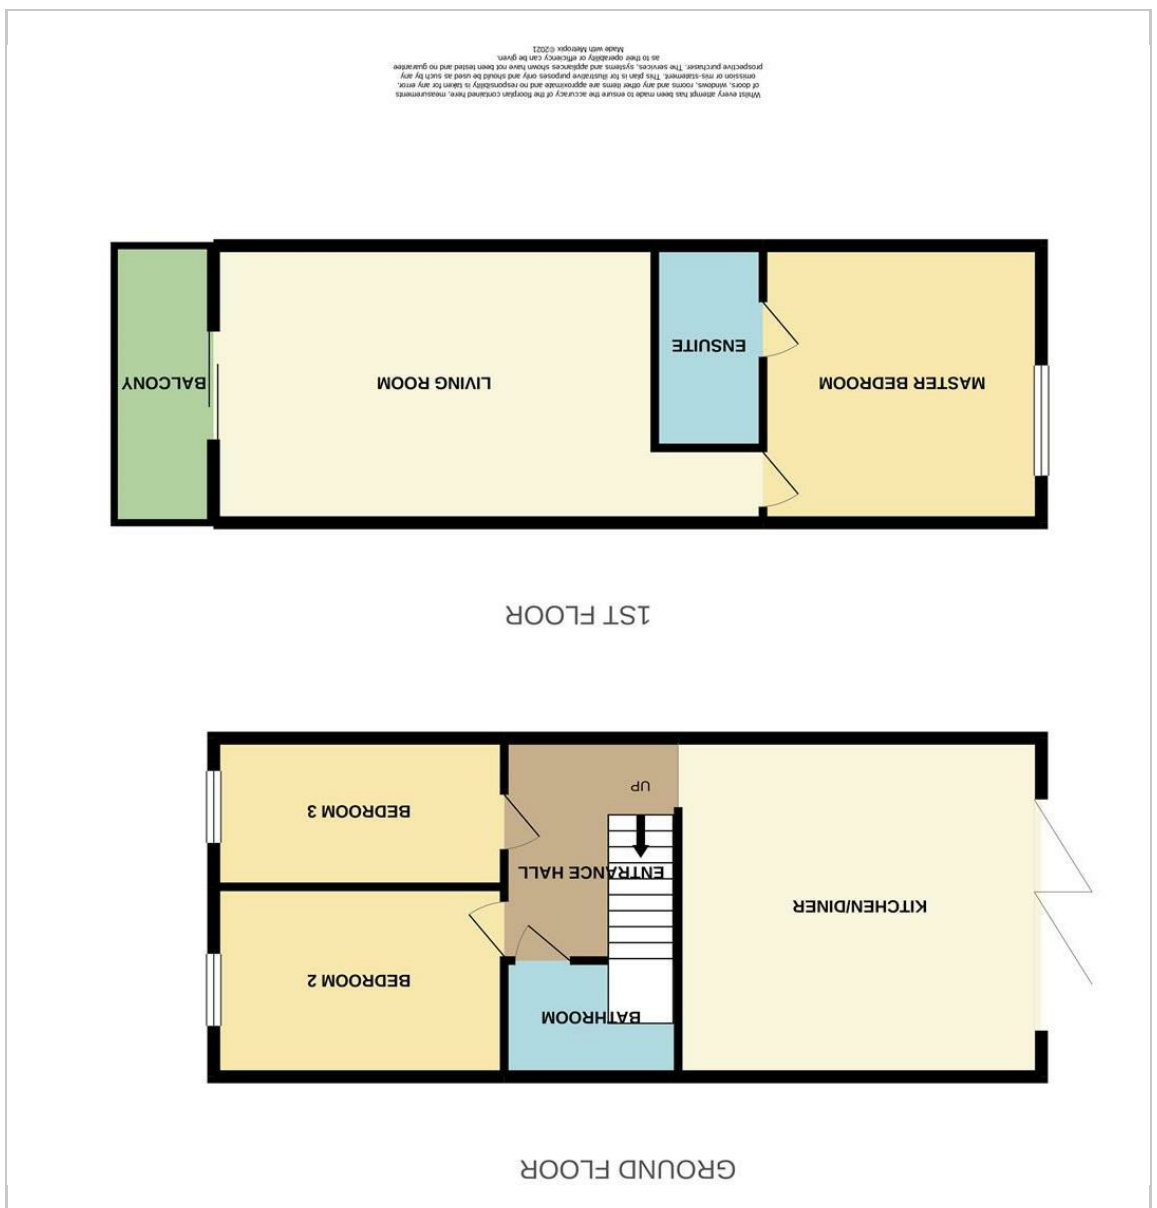 GROUND FLOOR
KITCHEN/DINER
BATHROOM
BEDROOM 2
ENTRANCE HALL
BEDROOM 3
UP
1ST FLOOR
MASTER BEDROOM
LIVING ROOM
BALCONY
ENSUITE
Whilst every attempt has been made to ensure the accuracy of the floorplan contained here, measurements
of doors, windows, rooms and any other items are approximate and no responsibility is taken for any error,
omission or mis-statement. This plan is for illustrative purposes only and should be used as such by any
prospective purchaser. The services, systems and appliances shown have not been tested and no guarantee
as to their operability or efficiency can be given.
Made with Metropix ©2021